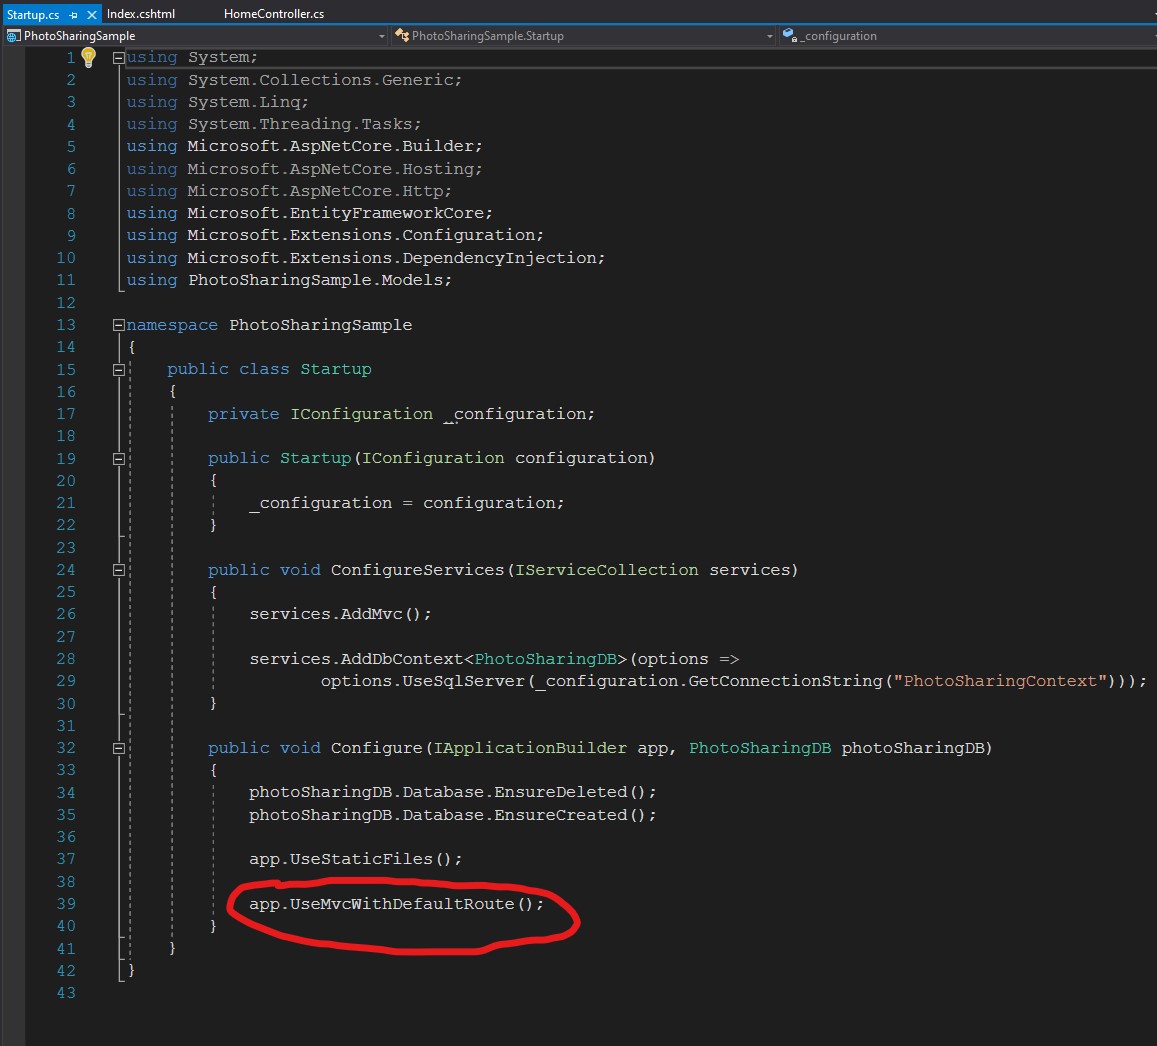 Startup.cs Index.cshtml HomeController.cs
PhotoSharingSample PhotoSharingSample.Startup _configuration
1 using System;
2 using System.Collections.Generic;
3 using System.Linq;
4 using System.Threading.Tasks;
5 using Microsoft.AspNetCore.Builder;
6 using Microsoft.AspNetCore.Hosting;
7 using Microsoft.AspNetCore.Http;
8 using Microsoft.EntityFrameworkCore;
9 using Microsoft.Extensions.Configuration;
10 using Microsoft.Extensions.DependencyInjection;
11 using PhotoSharingSample.Models;
12
13 namespace PhotoSharingSample
14 {
15     public class Startup
16     {
17         private IConfiguration _configuration;
18
19         public Startup(IConfiguration configuration)
20         {
21             _configuration = configuration;
22         }
23
24         public void ConfigureServices(IServiceCollection services)
25         {
26             services.AddMvc();
27
28             services.AddDbContext<PhotoSharingDB>(options =>
29                    options.UseSqlServer(_configuration.GetConnectionString("PhotoSharingContext")));
30         }
31
32         public void Configure(IApplicationBuilder app, PhotoSharingDB photoSharingDB)
33         {
34             photoSharingDB.Database.EnsureDeleted();
35             photoSharingDB.Database.EnsureCreated();
36
37             app.UseStaticFiles();
38
39             app.UseMvcWithDefaultRoute();
40         }
41     }
42 }
43